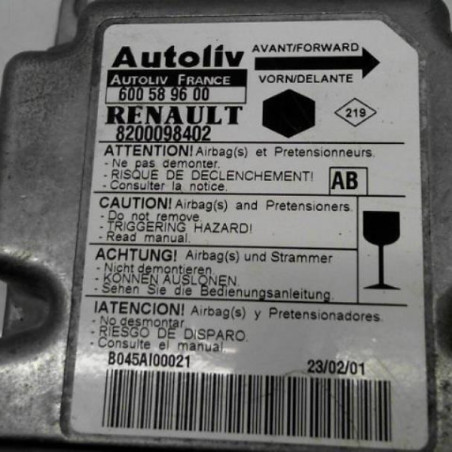 Autoliv
AVANT/FORWARD
AUTOLIV FRANCE
VORN/DELANTE
600 58 96 00
RENAULT
219
8200098402
ATTENTION! Airbag(s) et Pretensionneurs.
- Ne pas demonter.
- RISQUE DE DECLENCHEMENT!
- Consulter la notice.
AB
CAUTION! Airbag(s) and Pretensioners.
- Do not remove.
- TRIGGERING HAZARD!
- Read manual.
ACHTUNG! Airbag(s) und Strammer
- Nicht demontieren
- KONNEN AUSLONEN.
- Sehen Sie die Bedienungsanleitung.
IATENCION! Airbag(s) y Pretensionadores.
- No desmontar
- RIESGO DE DISPARO.
- Consulte el manual
B045AI00021
23/02/01